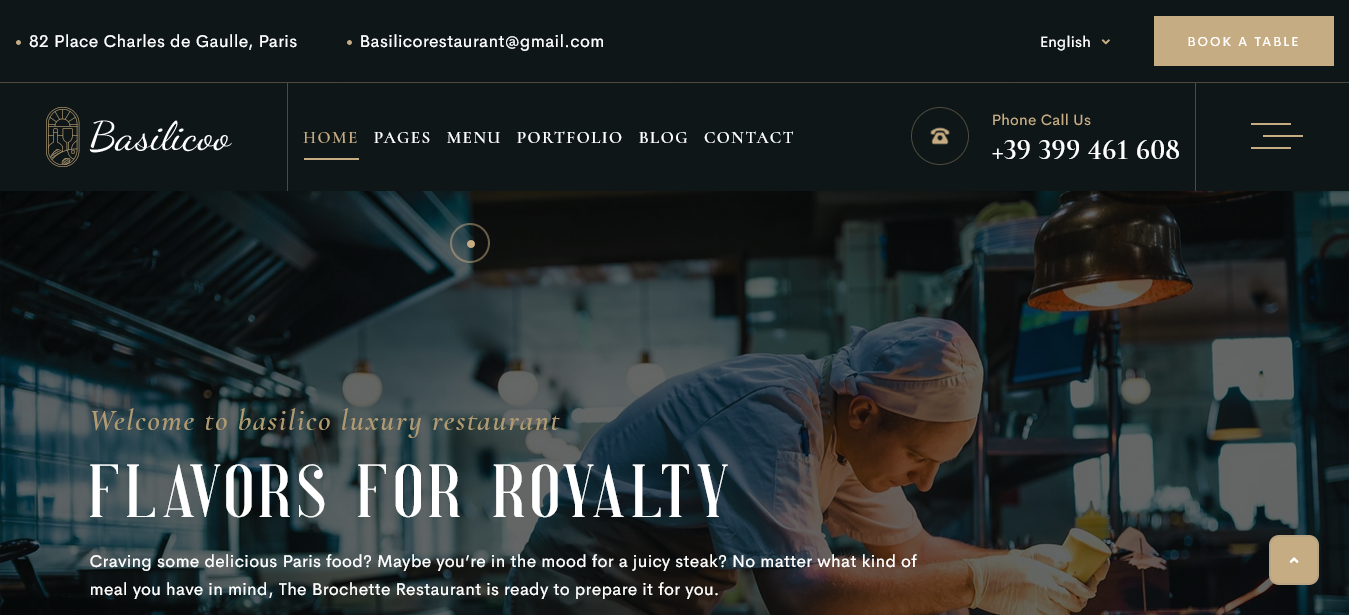 82 Place Charles de Gaulle, Paris
Basilicorestaurant@gmail.com
English
BOOK A TABLE
Basilicoo
HOME PAGES MENU PORTFOLIO BLOG CONTACT
Phone Call Us
+39 399 461 608
Welcome to basilico luxury restaurant
FLAVORS FOR ROYALTY
Craving some delicious Paris food? Maybe you’re in the mood for a juicy steak? No matter what kind of
meal you have in mind, The Brochette Restaurant is ready to prepare it for you.